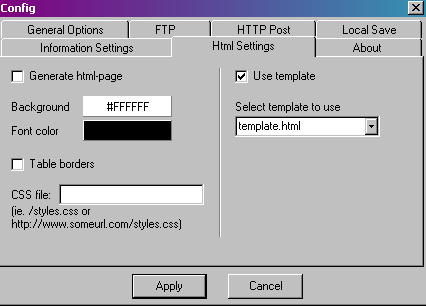 Config
General Options
FTP
HTTP Post
Local Save
Information Settings
Html Settings
About
Generate html-page
Use template
Background
#FFFFFF
Select template to use
Font color
template.html
Table borders
CSS file:
(ie. /styles.css or
http://www.someurl.com/styles.css)
Apply
Cancel